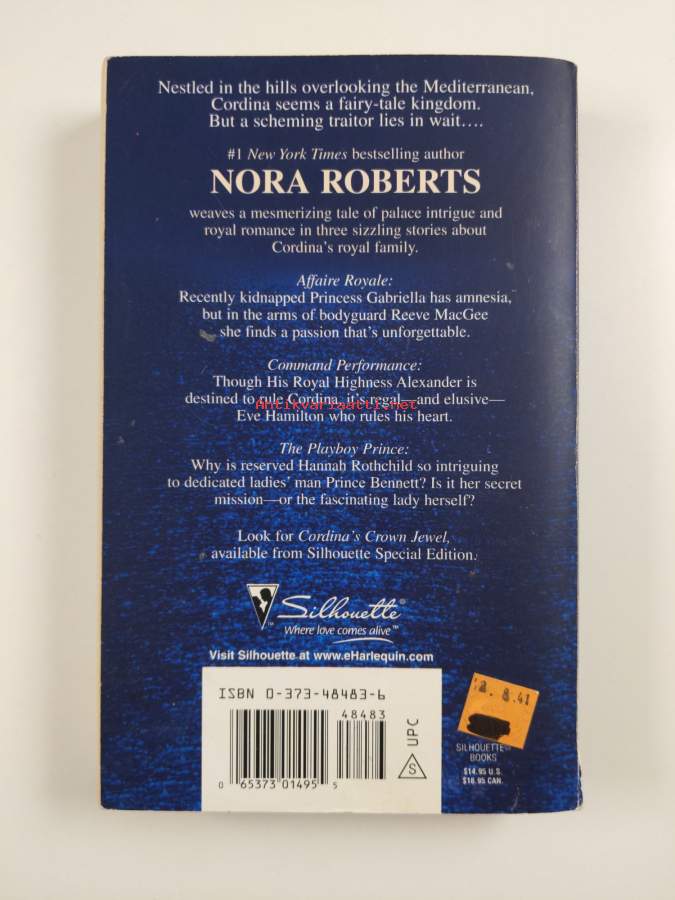 Nestled in the hills overlooking the Mediterranean,
Cordina seems a fairy-tale kingdom.
But a scheming traitor lies in wait….
#1 New York Times bestselling author
NORA ROBERTS
weaves a mesmerizing tale of palace intrigue and
royal romance in three sizzling stories about
Cordina's royal family.
Affaire Royale:
Recently kidnapped Princess Gabriella has amnesia,
but in the arms of bodyguard Reeve MacGee
she finds a passion that's unforgettable.
Command Performance:
Though His Royal Highness Alexander is
destined to rule Cordina, it's regal—and elusive—
Antikvariaatti.net
Eve Hamilton who rules his heart.
The Playboy Prince:
Why is reserved Hannah Rothchild so intriguing
to dedicated ladies' man Prince Bennett? Is it her secret
mission—or the fascinating lady herself?
Look for Cordina's Crown Jewel,
available from Silhouette Special Edition.
Silhouette®
Where love comes alive™
Visit Silhouette at www.eHarlequin.com
ISBN 0-373-48483-6
48483
UPC
S
0 65373 01495 5
8.41
SILHOUETTE
BOOKS
$14.95 U.S.
$16.95 CAN.